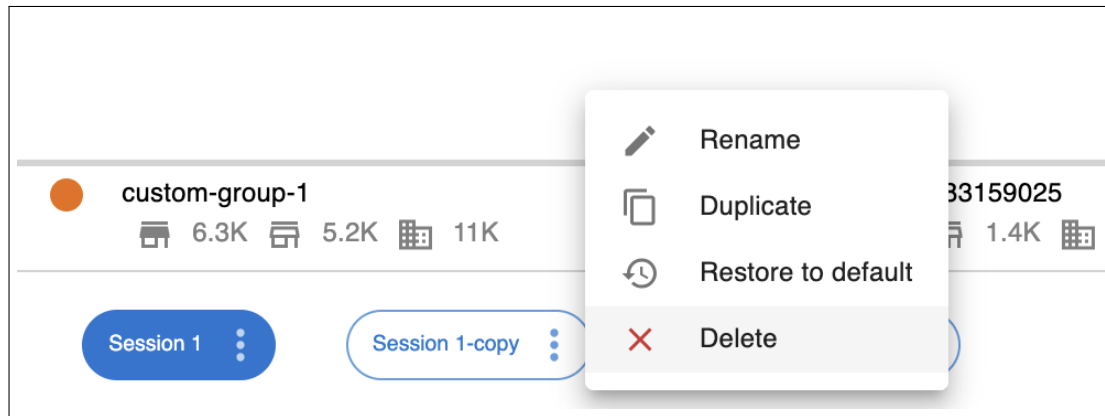 Rename
custom-group-1
33159025
Duplicate
6.3K 5.2K 11K
1.4K
Restore to default
Session 1
Session 1-copy
Delete